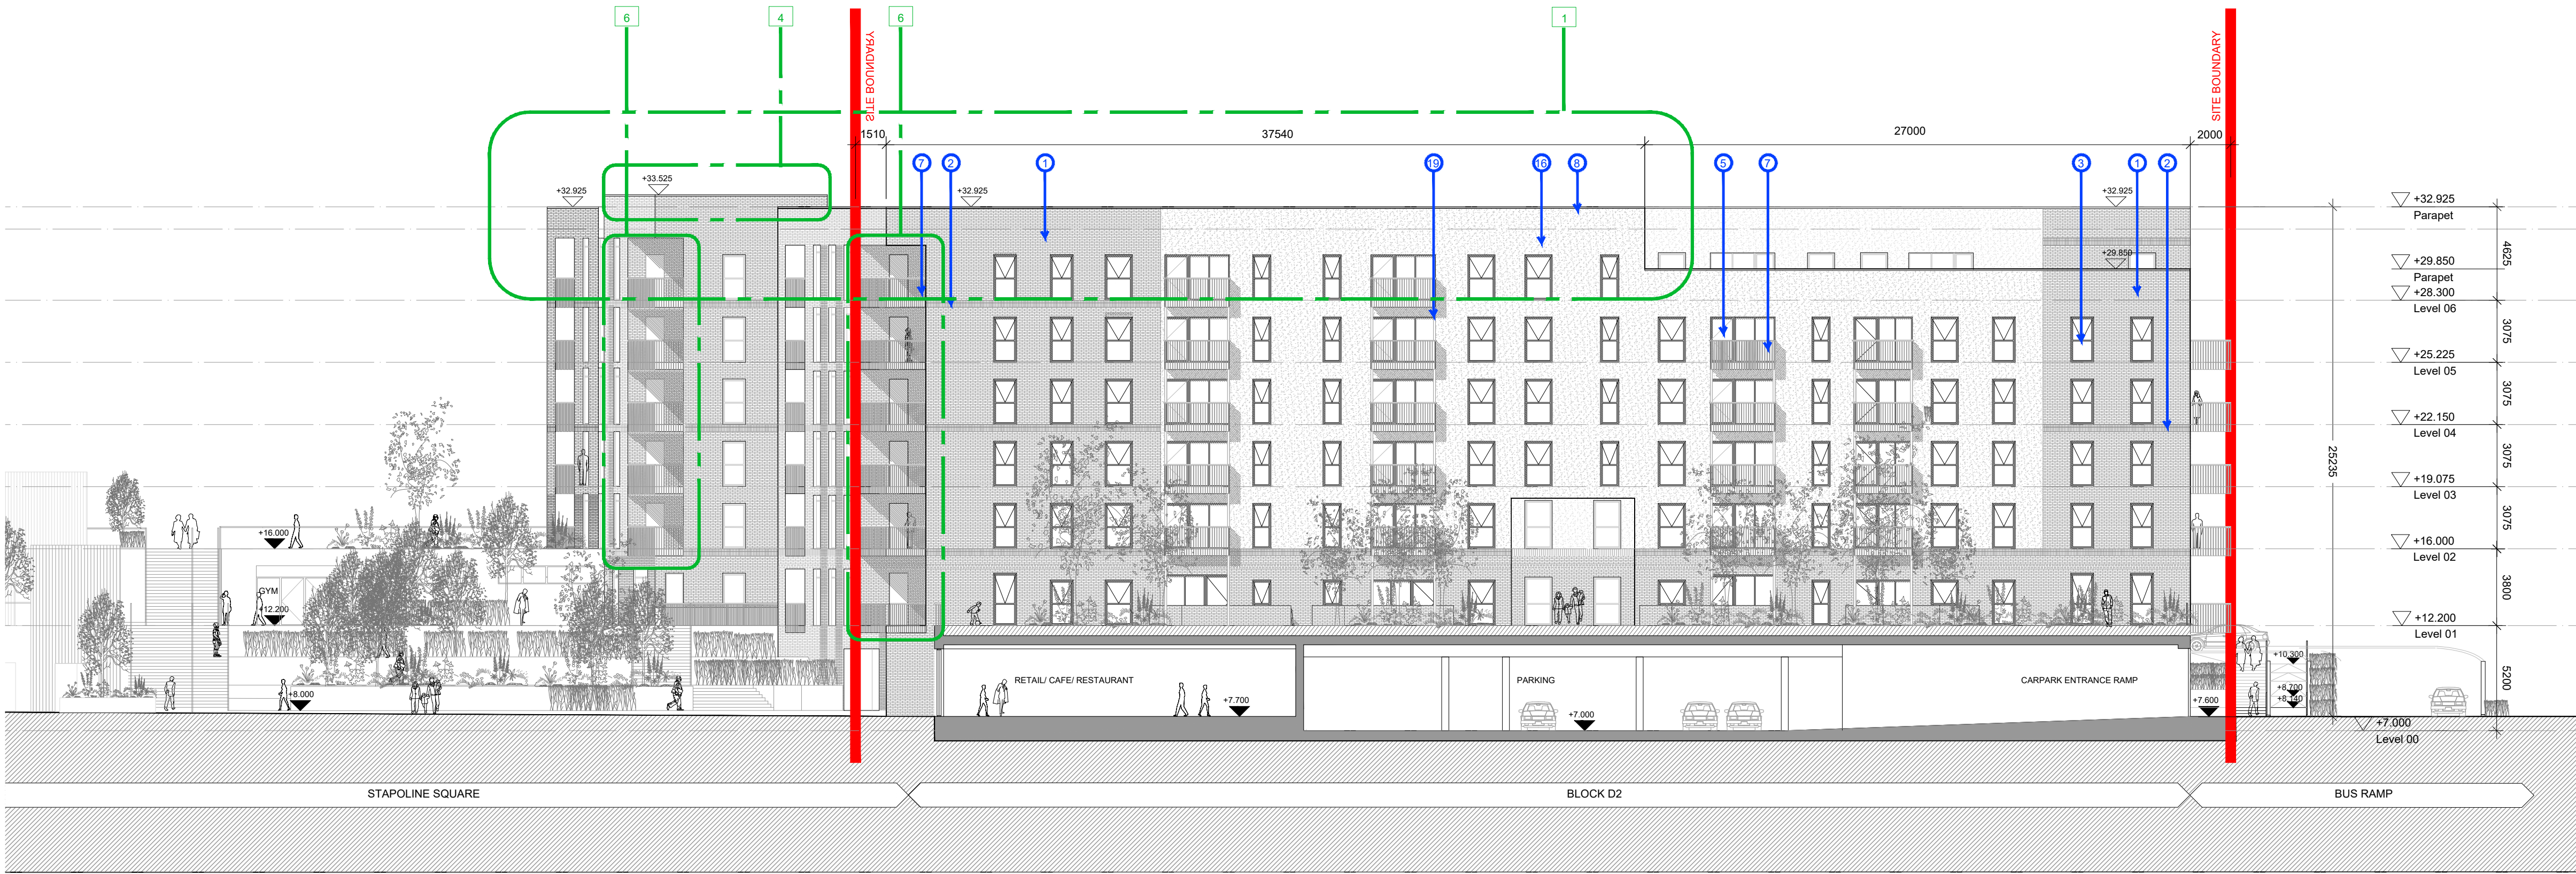 6
4
6
1
SITE BOUNDARY
SITE BOUNDARY
1510
37540
27000
2000
7
2
1
19
16
8
5
7
3
1
2
+32.925
+33.525
+32.925
+32.925
+29.850
+32.925
Parapet
+29.850
Parapet
+28.300
Level 06
+25.225
Level 05
+22.150
Level 04
+19.075
Level 03
+16.000
Level 02
+12.200
Level 01
+7.000
Level 00
4625
3075
3075
3075
3075
3800
5200
25235
+16.000
GYM
+12.200
+8.000
RETAIL/ CAFE/ RESTAURANT
+7.700
PARKING
+7.000
CARPARK ENTRANCE RAMP
+7.600
+10.300
+8.700
+8.140
STAPOLINE SQUARE
BLOCK D2
BUS RAMP